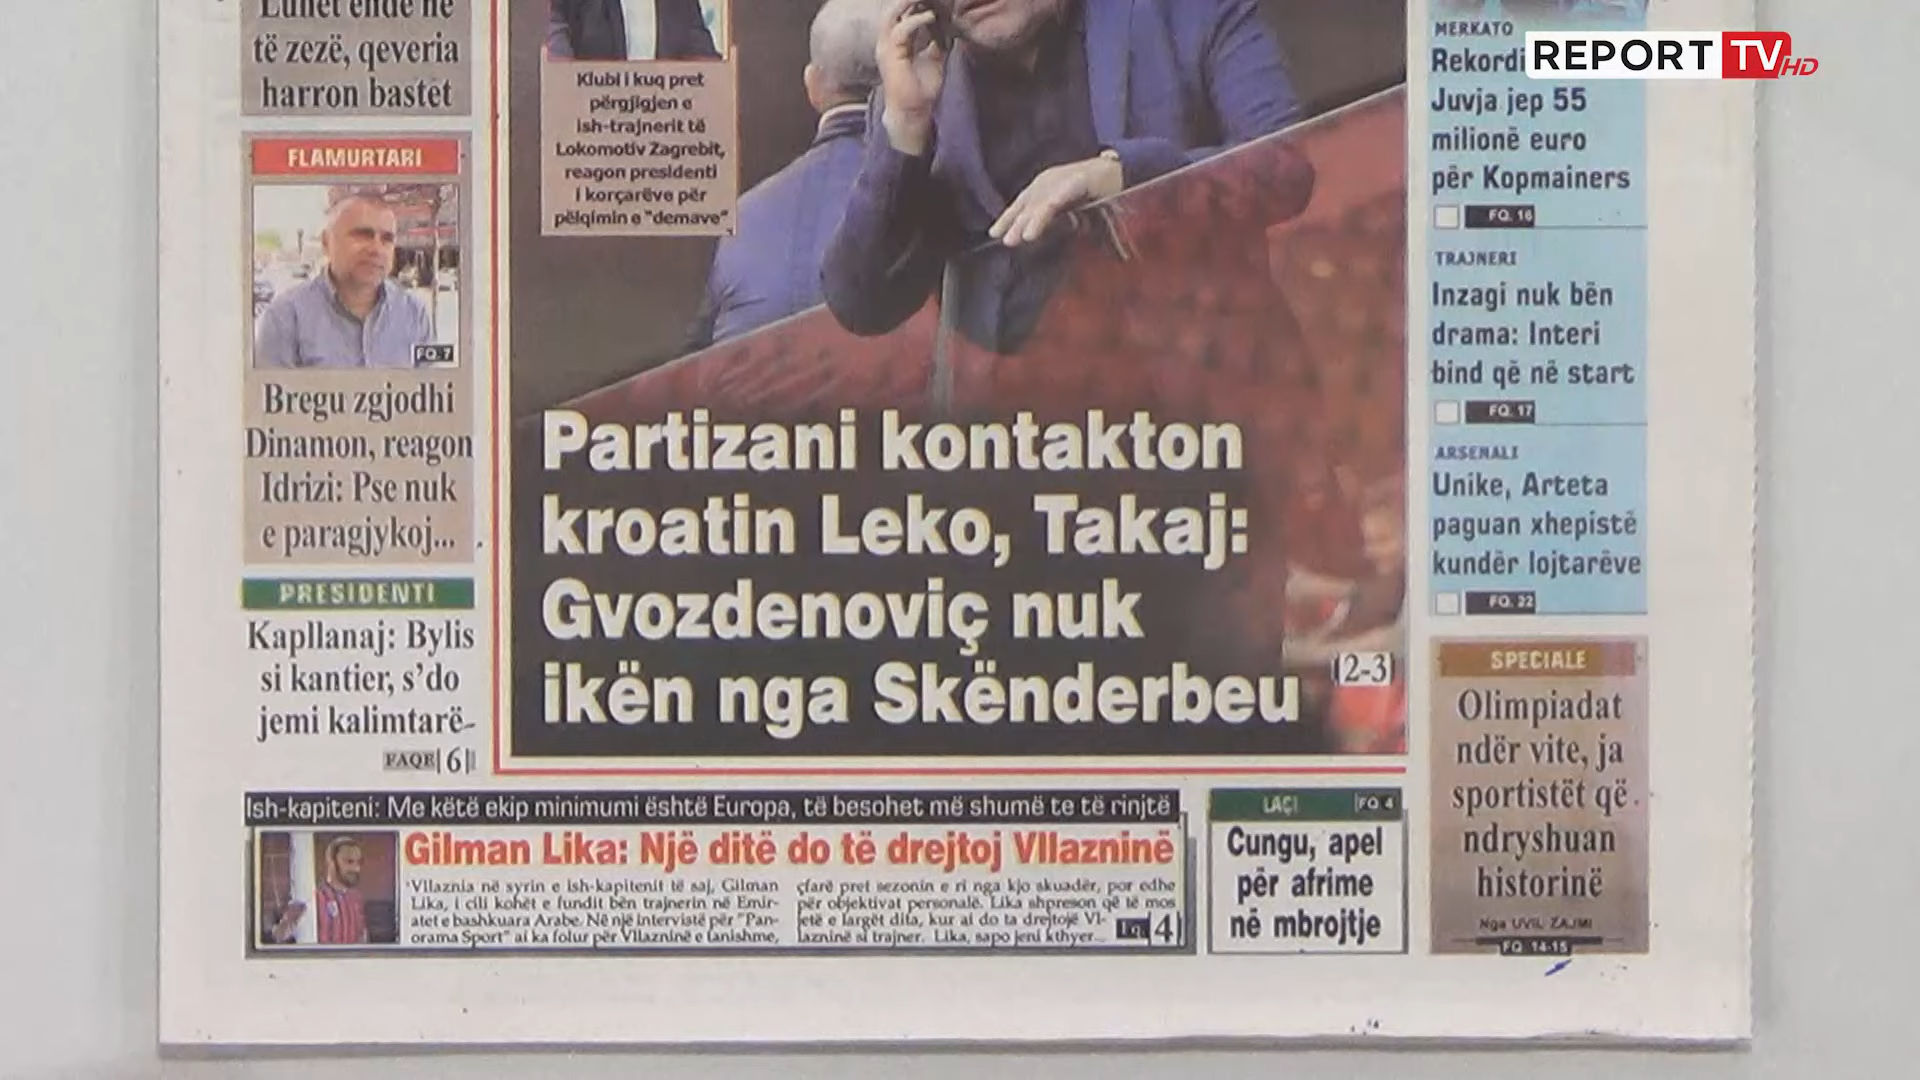 Lunet ende në
të zezë, qeveria
harron bastet
FLAMURTARI
FQ. 7
Bregu zgjodhi
Dinamon, reagon
Idrizi: Pse nuk
e paragjykoj...
PRESIDENTI
Kapllanaj: Bylis
si kantier, s'do
jemi kalimtarë
FAQE 6
Klubi i kuq pret
përgjigjen e
ish-trajnerit të
Lokomotiv Zagrebit,
reagon presidenti
i korçarëve për
pëlqimin e "demave"
Partizani kontakton
kroatin Leko, Takaj:
Gvozdenoviç nuk
ikën nga Skënderbeu
(2-3)
REPORT TV HD
MERKATO
Rekordi
Juvja jep 55
milionë euro
për Kopmainers
FQ. 16
TRAJNERI
Inzagi nuk bën
drama: Interi
bind që në start
FQ. 17
ARSENALI
Unike, Arteta
paguan xhepistë
kundër lojtarëve
FQ. 22
SPECIALE
Olimpiadat
ndër vite, ja
sportistët që
ndryshuan
historinë
Nga UVIL ZAJMI
FQ. 14-15
Ish-kapiteni: Me këtë ekip minimumi është Europa, të besohet më shumë te të rinjtë
Gilman Lika: Një ditë do të drejtoj Vllazninë
"Vllaznia në syrin e ish-kapitenit të saj, Gilman
Lika, i cili kohët e fundit bën trajnerin në Emir-
atet e bashkuara Arabe. Në një intervistë për "Pan-
orama Sport" ai ka folur për Vllazninë e tanishme,
çfarë pret sezonin e ri nga kjo skuadër, por edhe
për objektivat personalë. Lika shpreson që të mos
jetë e largët dita, kur ai do ta drejtojë Vl-
lazninë si trajner. Lika, sapo jeni kthyer...
FQ 4
LAÇI
FQ 4
Cungu, apel
për afrime
në mbrojtje